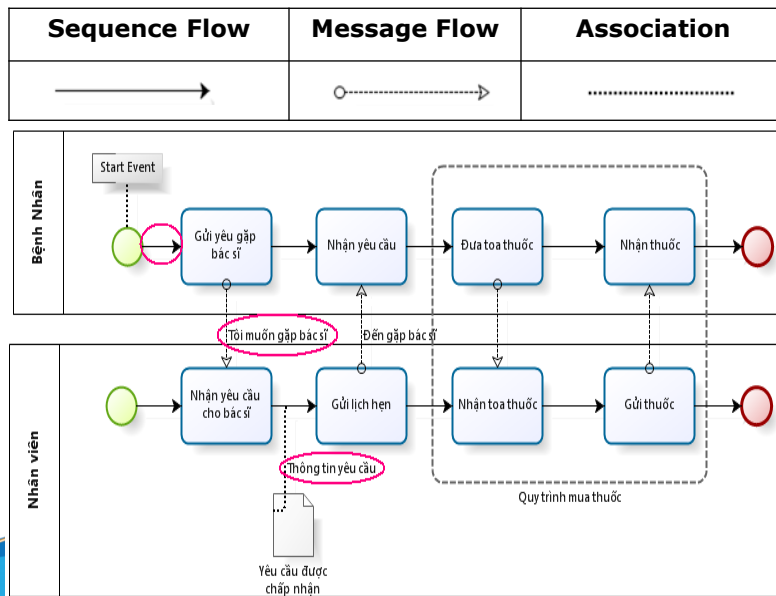 Sequence Flow
Message Flow
Association
Bệnh Nhân
Start Event
Gửi yêu gặp
bác sĩ
Nhận yêu cầu
Đưa toa thuốc
Nhận thuốc
Tôi muốn gặp bác sĩ
Đến gặp bác sĩ
Nhân viên
Nhận yêu cầu
cho bác sĩ
Gửi lịch hẹn
Nhận toa thuốc
Gửi thuốc
Thông tin yêu cầu
Quy trình mua thuốc
Yêu cầu được
chấp nhận